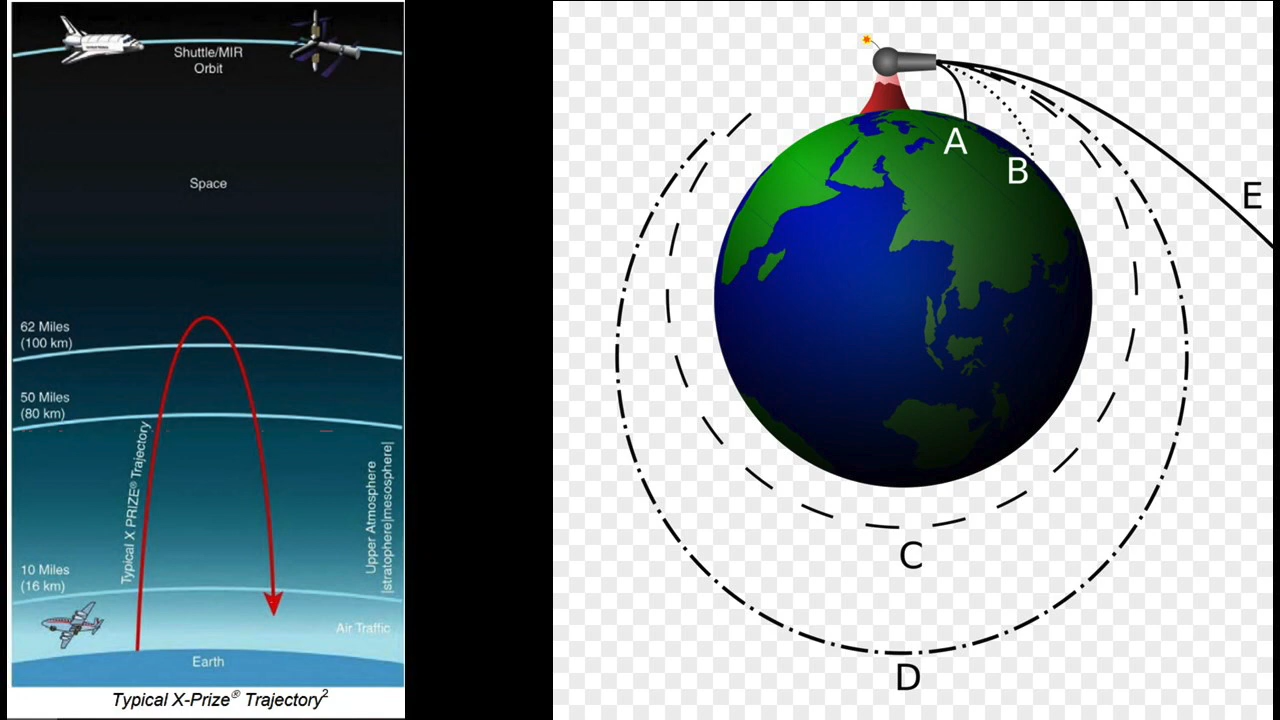 Shuttle/MIR
Orbit
Space
62 Miles
(100 km)
50 Miles
(80 km)
Typical X PRIZE® Trajectory
Upper Atmosphere
|stratophere|mesosphere|
10 Miles
(16 km)
Air Traffic
Earth
Typical X-Prize® Trajectory2
A
B
E
C
D